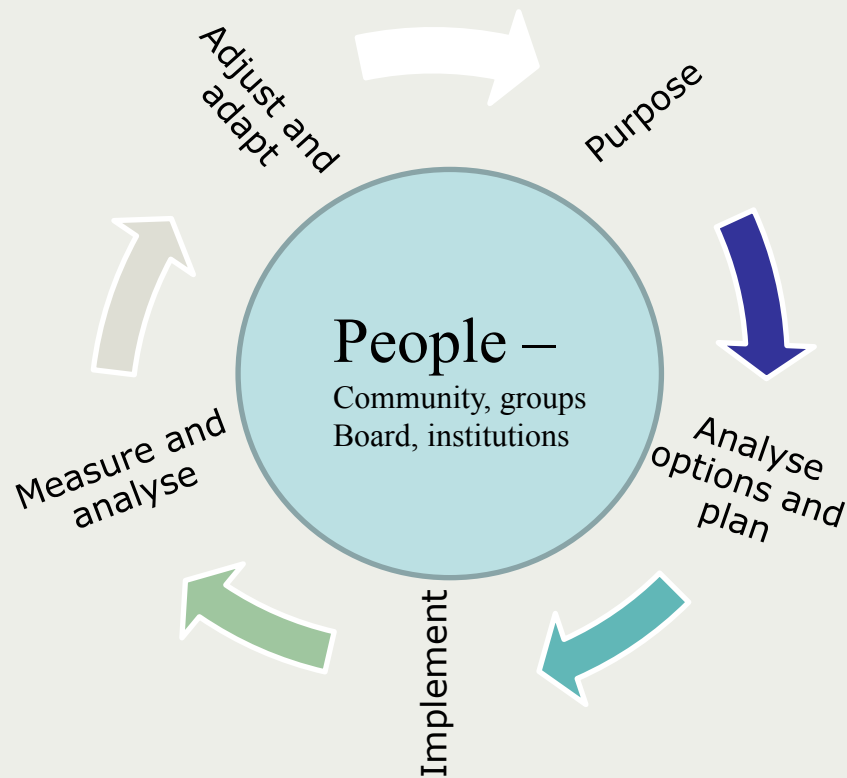 Adjust and
adapt
Purpose
People –
Community, groups
Board, institutions
Analyse
options and
plan
Measure and
analyse
Implement